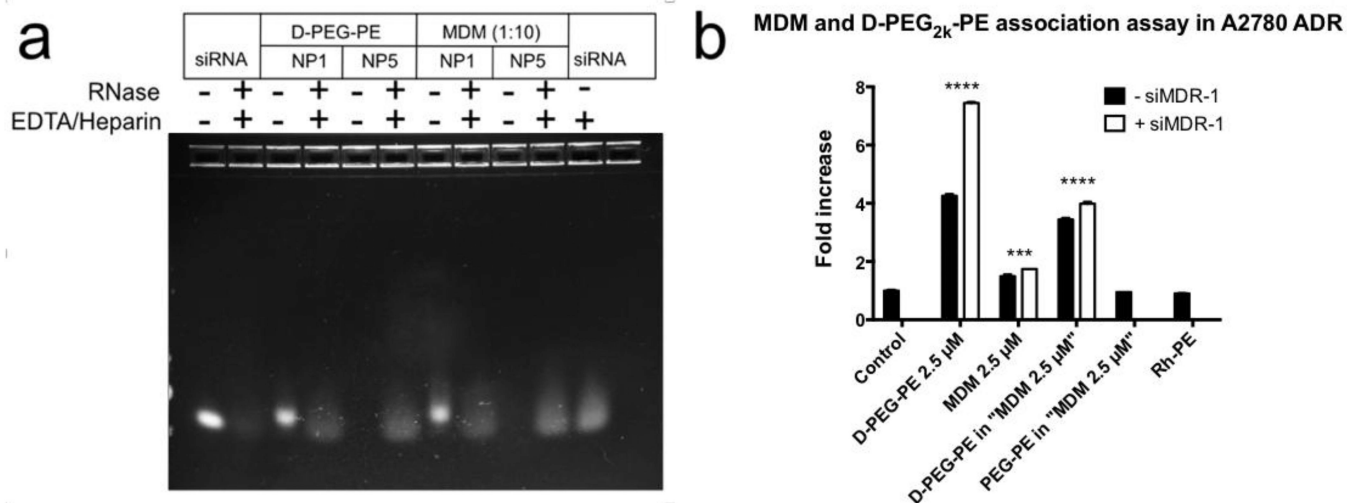 a
D-PEG-PE MDM (1:10)
siRNA NP1 NP5 NP1 NP5 siRNA
RNase - + - + - + - + - + -
EDTA/Heparin - + - + - + - + - + +
b
MDM and D-PEG2k-PE association assay in A2780 ADR
Fold increase
8
6
4
2
0
****
***
****
- siMDR-1
+ siMDR-1
Control
D-PEG-PE 2.5 µM
MDM 2.5 µM
D-PEG-PE in "MDM 2.5 µM"
PEG-PE in "MDM 2.5 µM"
Rh-PE